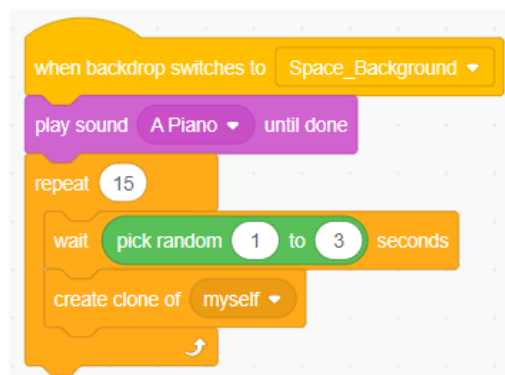 when backdrop switches to Space_Background
play sound A Piano until done
repeat 15
wait pick random 1 to 3 seconds
create clone of myself